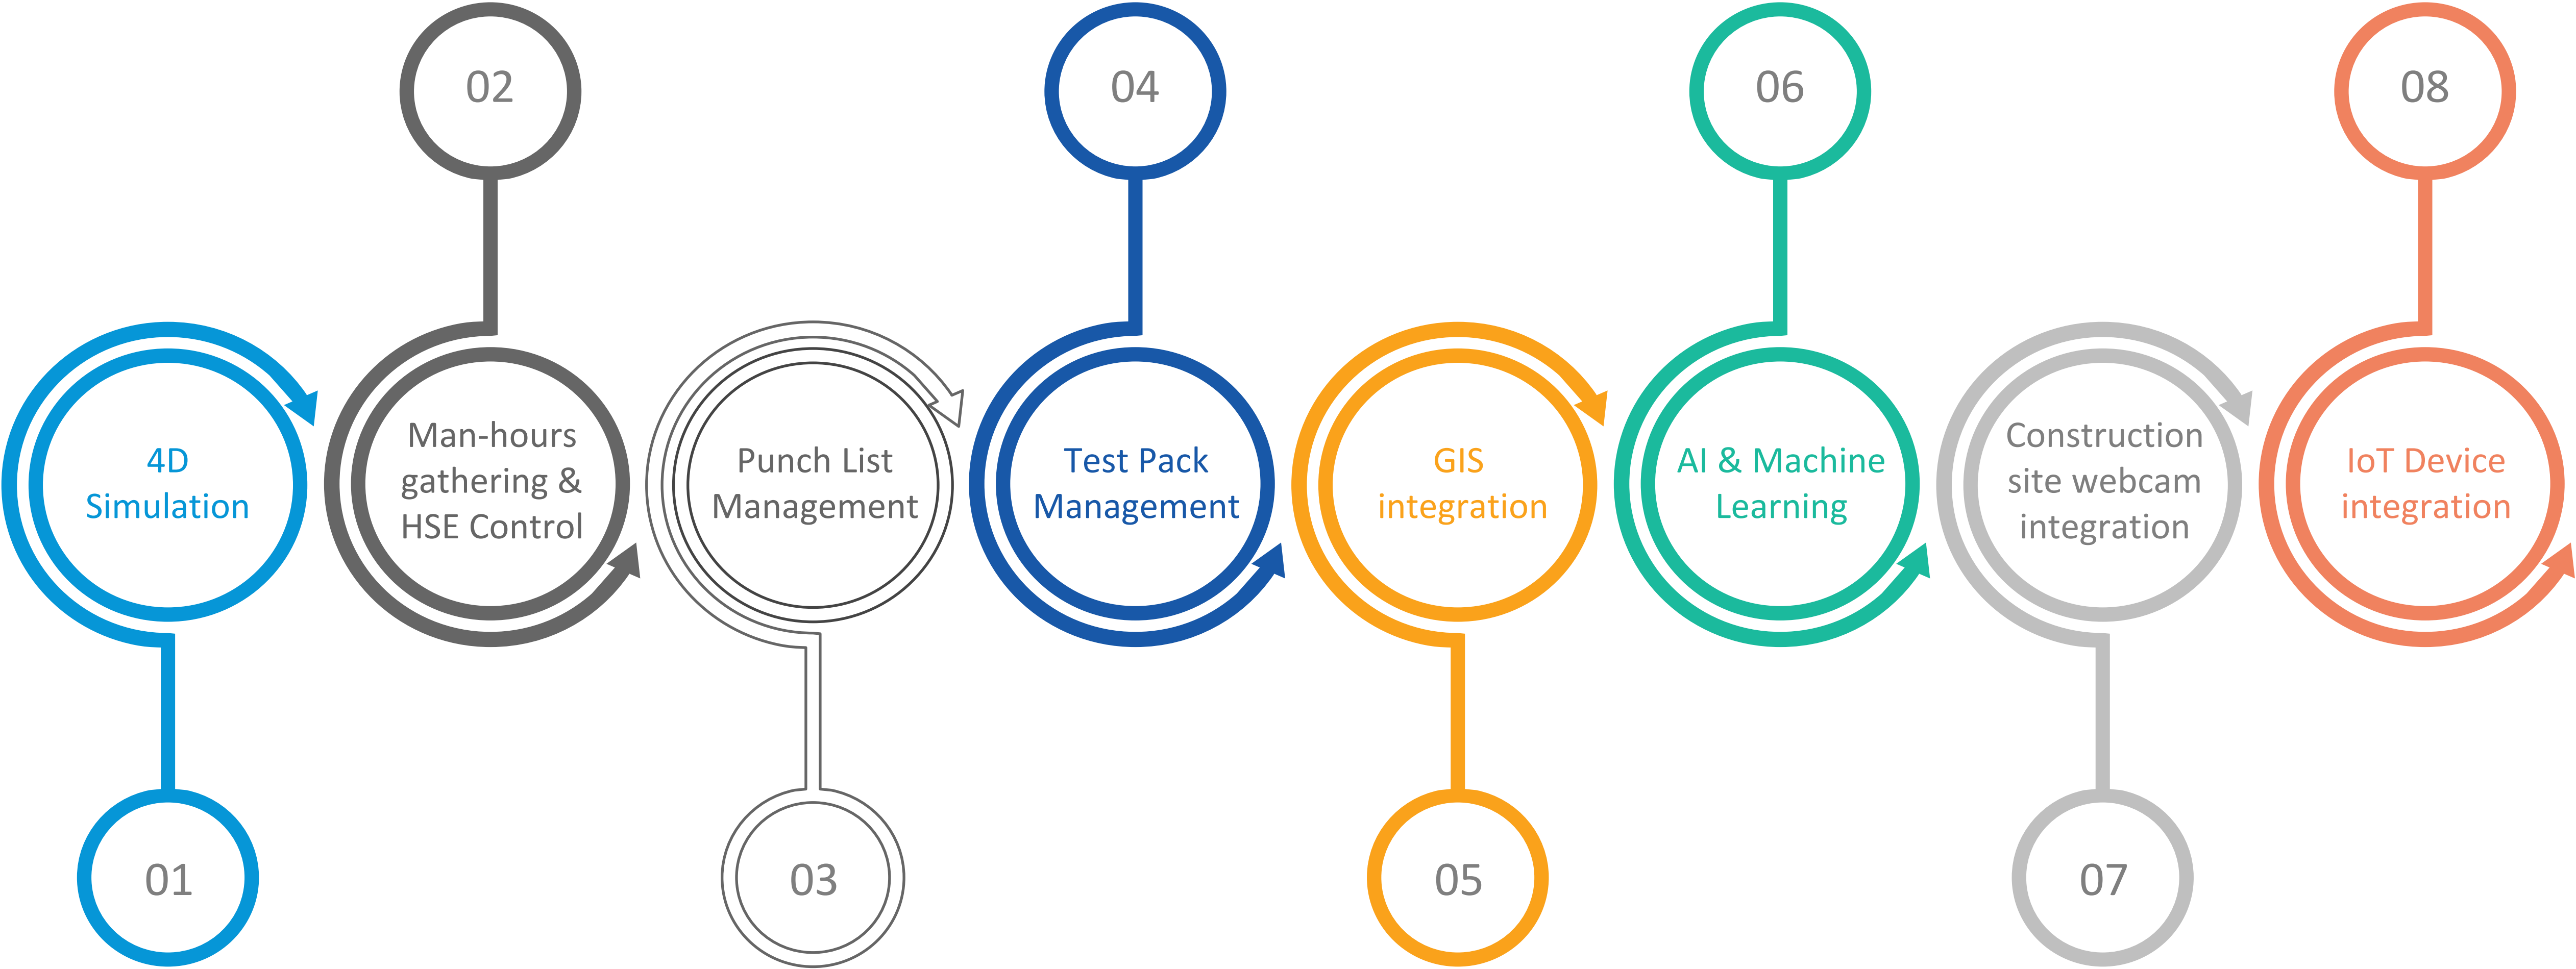 02
04
06
08
4D
Simulation
Man-hours
gathering &
HSE Control
Punch List
Management
Test Pack
Management
GIS
integration
AI & Machine
Learning
Construction
site webcam
integration
IoT Device
integration
01
03
05
07